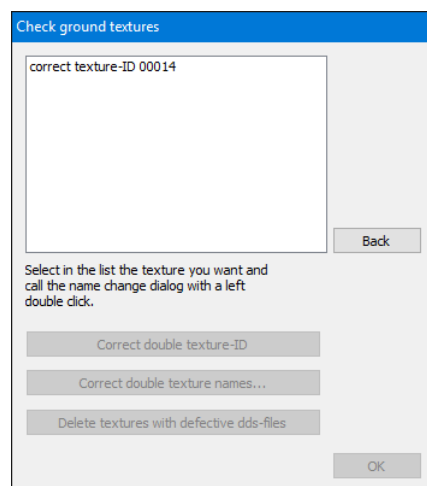 Check ground textures
correct texture-ID 00014
Back
Select in the list the texture you want and
call the name change dialog with a left
double click.
Correct double texture-ID
Correct double texture names...
Delete textures with defective dds-files
OK